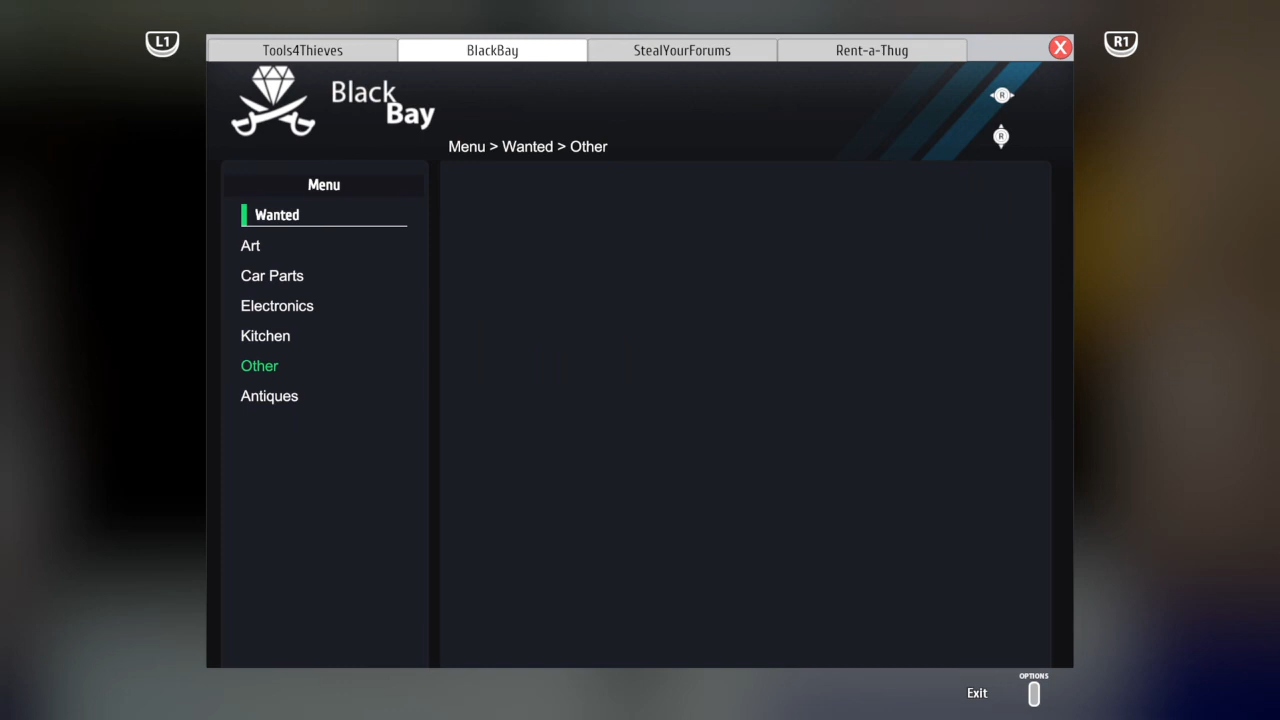 L1
R1
Tools4Thieves
BlackBay
StealYourForums
Rent-a-Thug
X
Black
Bay
R
R
Menu > Wanted > Other
Menu
Wanted
Art
Car Parts
Electronics
Kitchen
Other
Antiques
OPTIONS
Exit